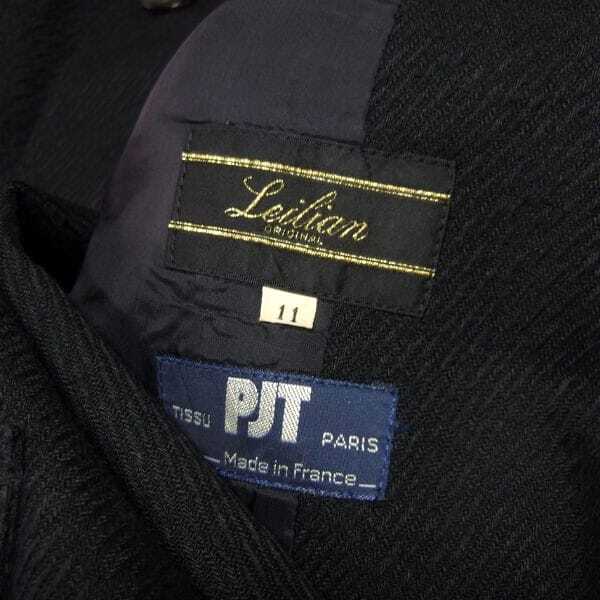 Leilian
ORIGINAL
11
TISSU PJT PARIS
Made in France